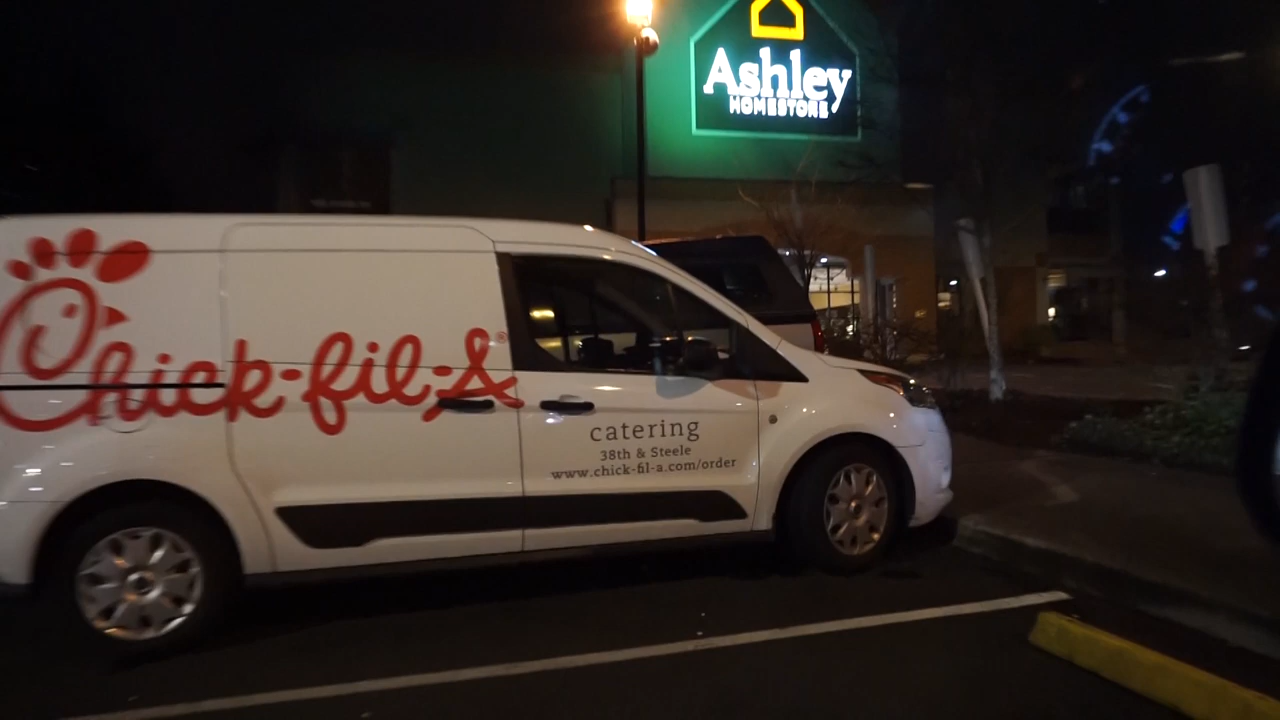 Ashley
HOMESTORE
Chick-fil-A®
catering
38th & Steele
www.chick-fil-a.com/order